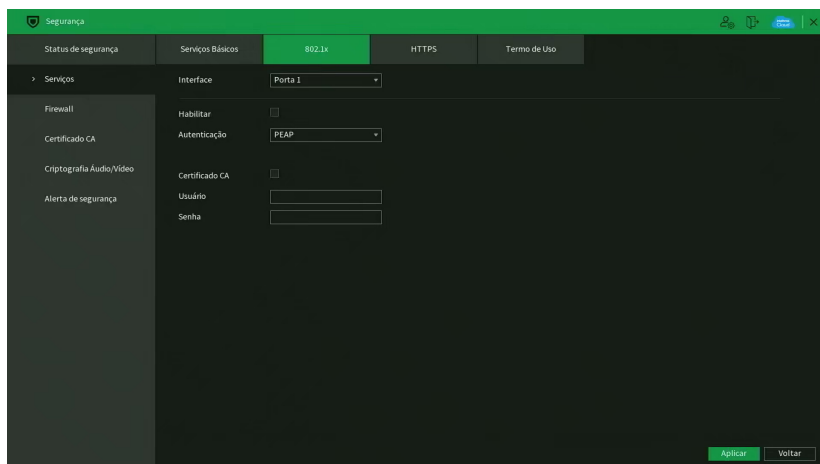 Segurança
Cloud
Status de segurança
Serviços Básicos
802.1x
HTTPS
Termo de Uso
> Serviços
Firewall
Certificado CA
Criptografia Áudio/Vídeo
Alerta de segurança
Interface
Porta 1
Habilitar
Autenticação
PEAP
Certificado CA
Usuário
Senha
Aplicar
Voltar